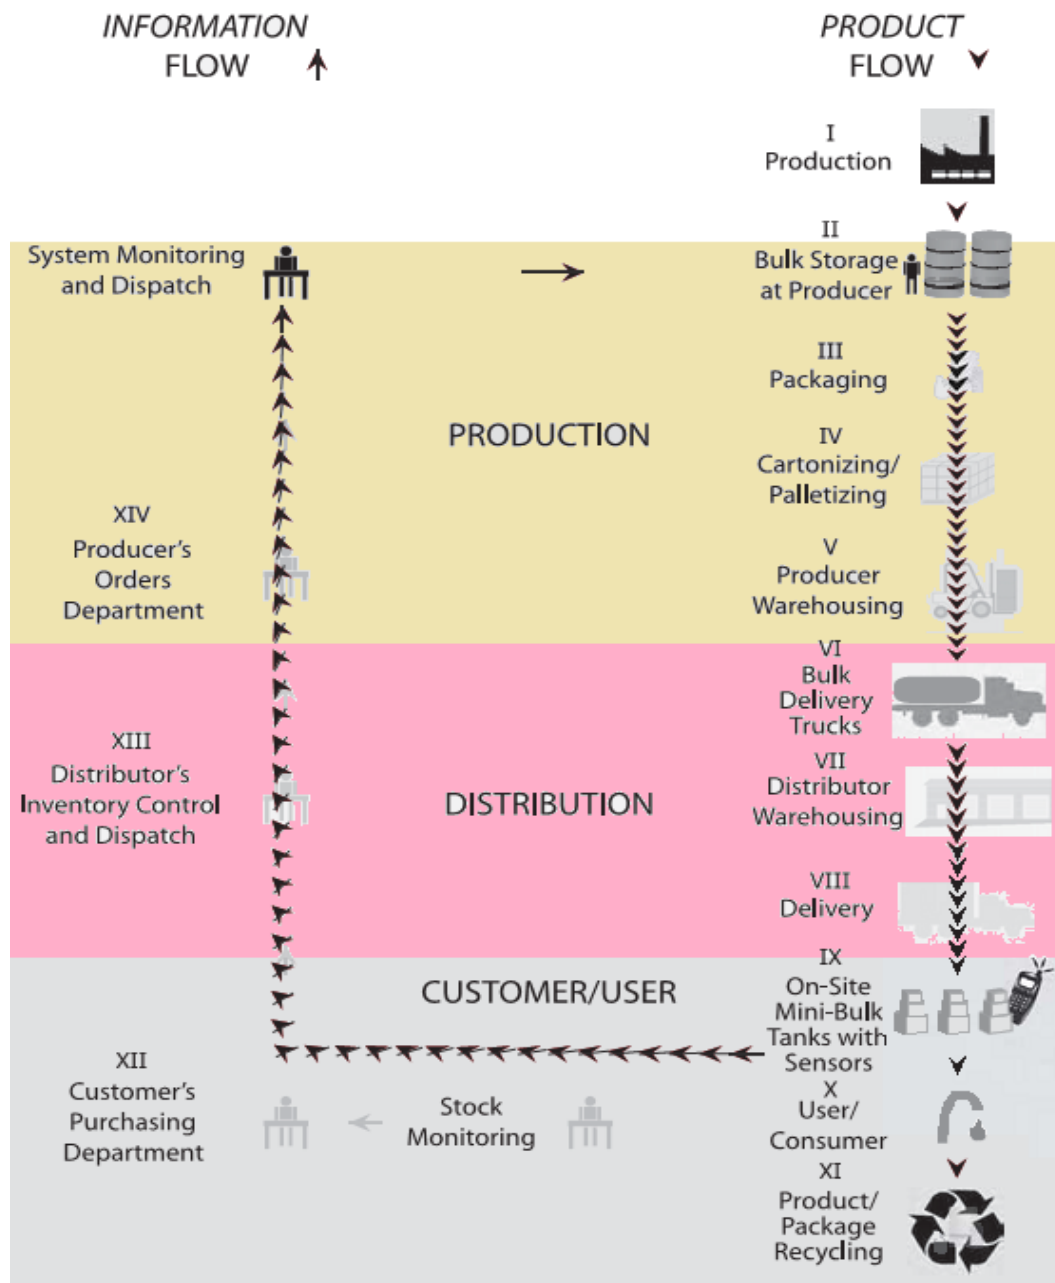 INFORMATION
FLOW
PRODUCT
FLOW
I
Production
System Monitoring
and Dispatch
II
Bulk Storage
at Producer
III
Packaging
PRODUCTION
IV
Cartonizing/
Palletizing
XIV
Producer's
Orders
Department
V
Producer
Warehousing
VI
Bulk
Delivery
Trucks
XIII
Distributor's
Inventory Control
and Dispatch
DISTRIBUTION
VII
Distributor
Warehousing
VIII
Delivery
CUSTOMER/USER
IX
On-Site
Mini-Bulk
Tanks with
Sensors
XII
Customer's
Purchasing
Department
Stock
Monitoring
X
User/
Consumer
XI
Product/
Package
Recycling